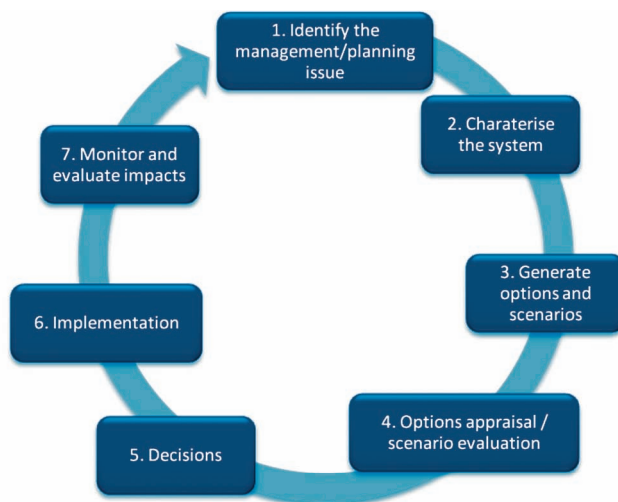 1. Identify the
management/planning
issue
2. Charaterise
the system
3. Generate
options and
scenarios
4. Options appraisal /
scenario evaluation
5. Decisions
6. Implementation
7. Monitor and
evaluate impacts